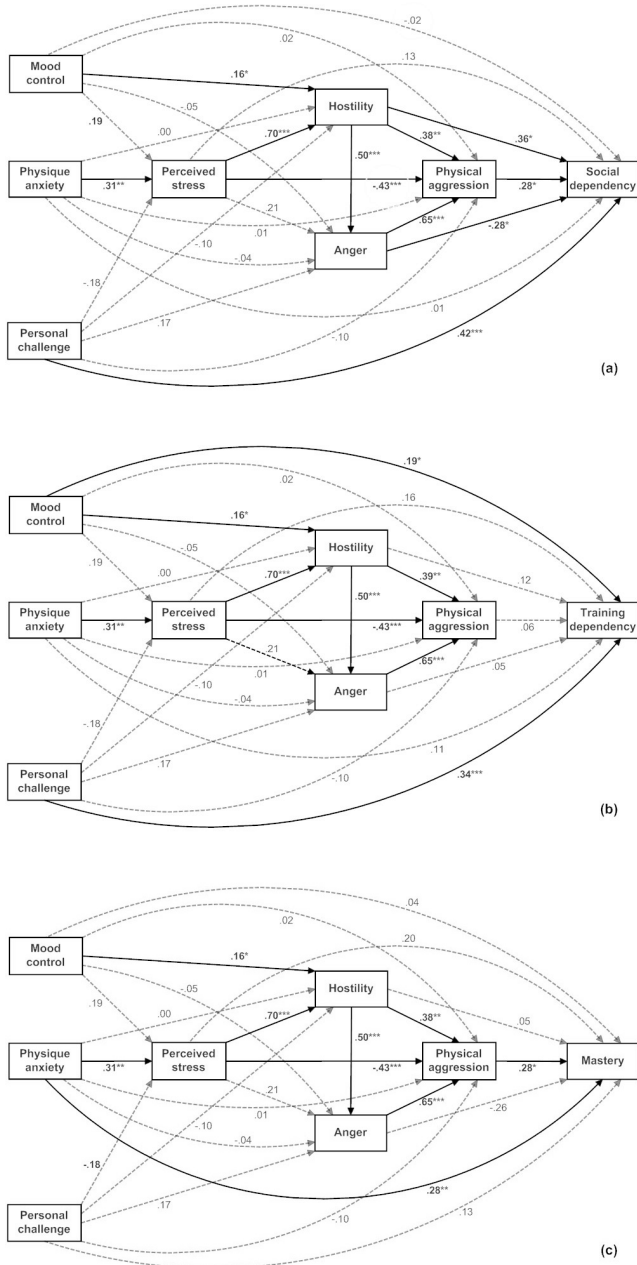 -.02
.02
.13
Mood
control
.16*
Hostility
-.05
.19
.00
.70***
.38**
.36*
.50***
Physique
anxiety
.31**
Perceived
stress
-.43***
Physical
aggression
.28*
Social
dependency
.21
.65***
-.10
.01
Anger
-.28*
-.04
-.18
.17
.01
Personal
challenge
-.10
.42***
(a)
.19*
.02
.16
Mood
control
.16*
Hostility
-.05
.19
.00
.70***
.39**
.12
.50***
Physique
anxiety
.31**
Perceived
stress
-.43***
Physical
aggression
.06
Training
dependency
.21
.65***
-.10
.01
Anger
.05
-.04
-.18
.17
.11
Personal
challenge
-.10
.34***
(b)
.04
.02
.20
Mood
control
.16*
Hostility
-.05
.19
.00
.70***
.38**
.05
.50***
Physique
anxiety
.31**
Perceived
stress
-.43***
Physical
aggression
.28*
Mastery
.21
.65***
-.10
.01
Anger
-.26
-.04
-.18
.17
.28**
Personal
challenge
-.10
.13
(c)